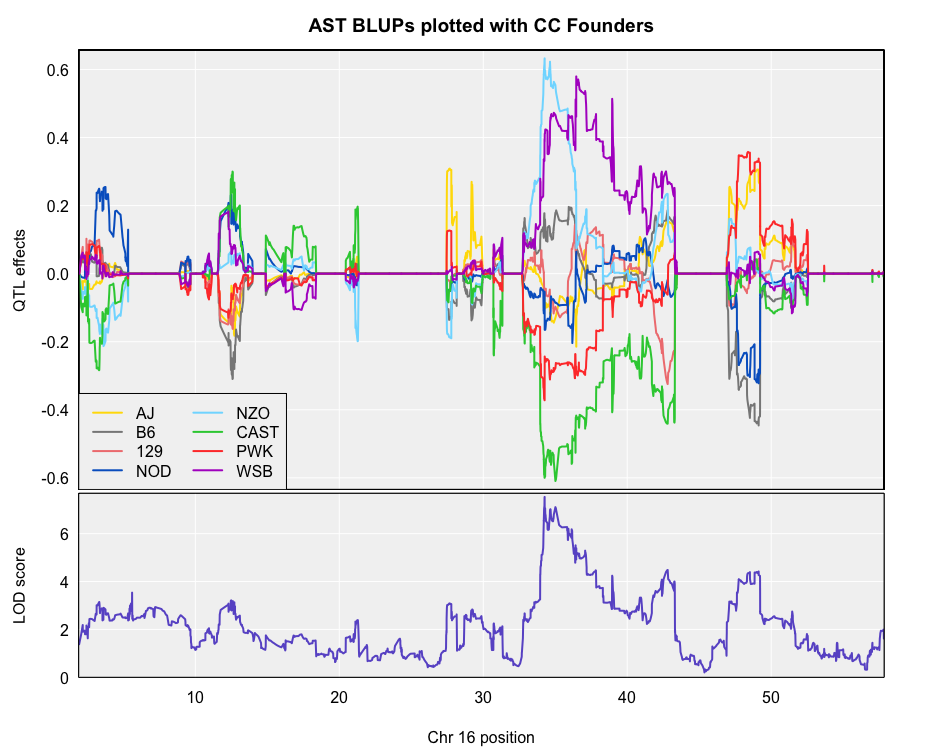 AST BLUPs plotted with CC Founders
0.6
0.4
0.2
0.0
-0.2
-0.4
-0.6
QTL effects
AJ NZO
B6 CAST
129 PWK
NOD WSB
6
4
2
0
LOD score
10 20 30 40 50
Chr 16 position